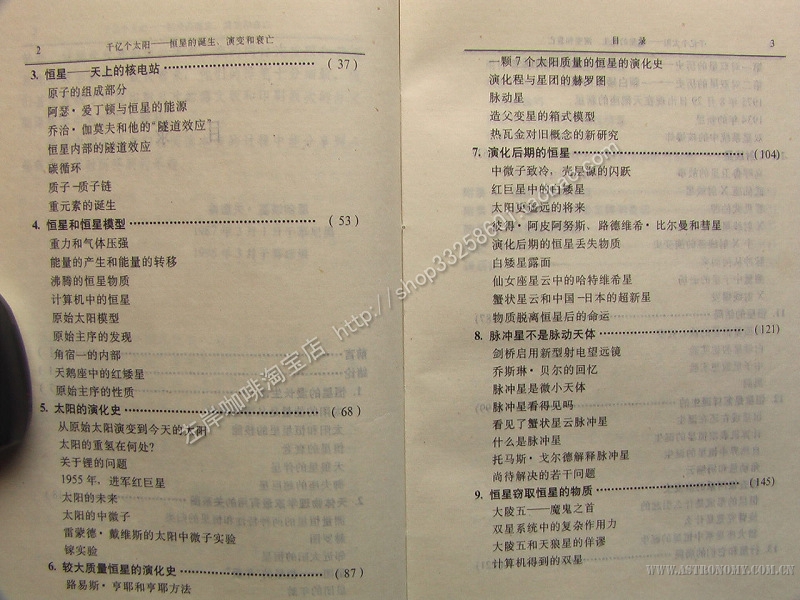 2 千亿个太阳——恒星的诞生、演变和衰亡
3. 恒星——天上的核电站 (37)
原子的组成部分
阿瑟·爱丁顿与恒星的能源
乔治·伽莫夫和他的“隧道效应”
恒星内部的隧道效应
碳循环
质子-质子链
重元素的诞生
4. 恒星和恒星模型 (53)
重力和气体压强
能量的产生和能量的转移
沸腾的恒星物质
计算机中的恒星
原始太阳模型
原始主序的发现
角宿一的内部
天鹅座中的红矮星
原始主序的性质
5. 太阳的演化史 (68)
从原始太阳演变到今天的太阳
太阳的重氢在何处?
关于锂的问题
1955年,进军红巨星
太阳的未来
太阳的中微子
雷蒙德·戴维斯的太阳中微子实验
镓实验
6. 较大质量恒星的演化史 (87)
路易斯·亨耶和亨耶方法
目 录 3
一颗7个太阳质量的恒星的演化史
演化程与星团的赫罗图
脉动星
造父变星的箱式模型
热瓦金对旧概念的新研究
7. 演化后期的恒星 (104)
中微子致冷,壳层源的闪跃
红巨星中的白矮星
太阳更遥远的将来
彼得·阿皮阿努斯、路德维希·比尔曼和彗星
演化后期的恒星丢失物质
白矮星露面
仙女座星云中的哈特维希星
蟹状星云和中国-日本的超新星
物质脱离恒星后的命运
8. 脉冲星不是脉动天体 (121)
剑桥启用新型射电望远镜
乔斯琳·贝尔的回忆
脉冲星是微小天体
脉冲星看得见吗
看见了蟹状星云脉冲星
什么是脉冲星
托马斯·戈尔德解释脉冲星
尚待解决的若干问题
9. 恒星窃取恒星的物质 (145)
大陵五——魔鬼之首
双星系统中的复杂作用力
大陵五和天狼星的佯谬
计算机得到的双星
左岸咖啡淘宝店
WWW.ASTRONOMY.COM.CN